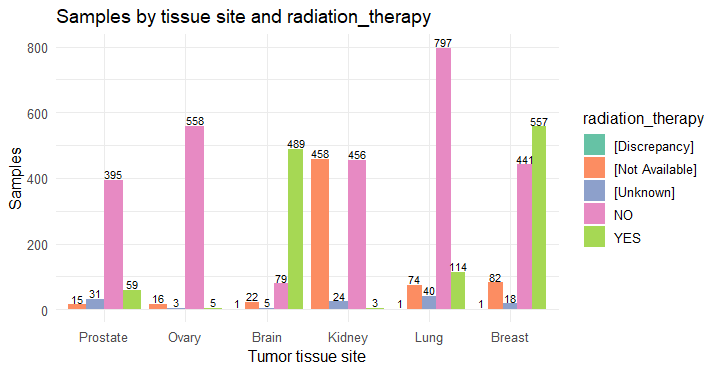 Samples by tissue site and radiation_therapy
Samples
800
600
400
200
0
15 31 395 59
16 3 558 5
1 22 5 79 489
458 24 456 3
1 74 40 797 114
1 82 18 441 557
Prostate Ovary Brain Kidney Lung Breast
Tumor tissue site
radiation_therapy
[Discrepancy]
[Not Available]
[Unknown]
NO
YES